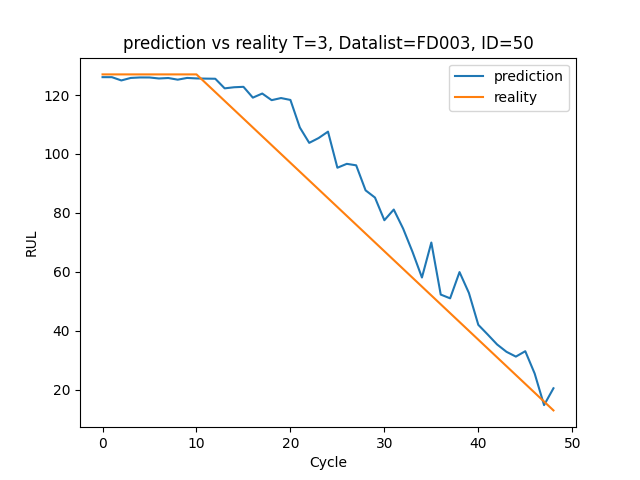 prediction vs reality T=3, Datalist=FD003, ID=50
prediction
reality
120
100
80
60
40
20
RUL
0 10 20 30 40 50
Cycle